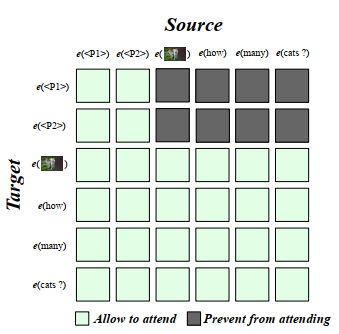 Source
e(<P1>) e(<P2>) e( ) e(how) e(many) e(cats ?)
e(<P1>)
e(<P2>)
e( )
e(how)
e(many)
e(cats ?)
Target
Allow to attend Prevent from attending